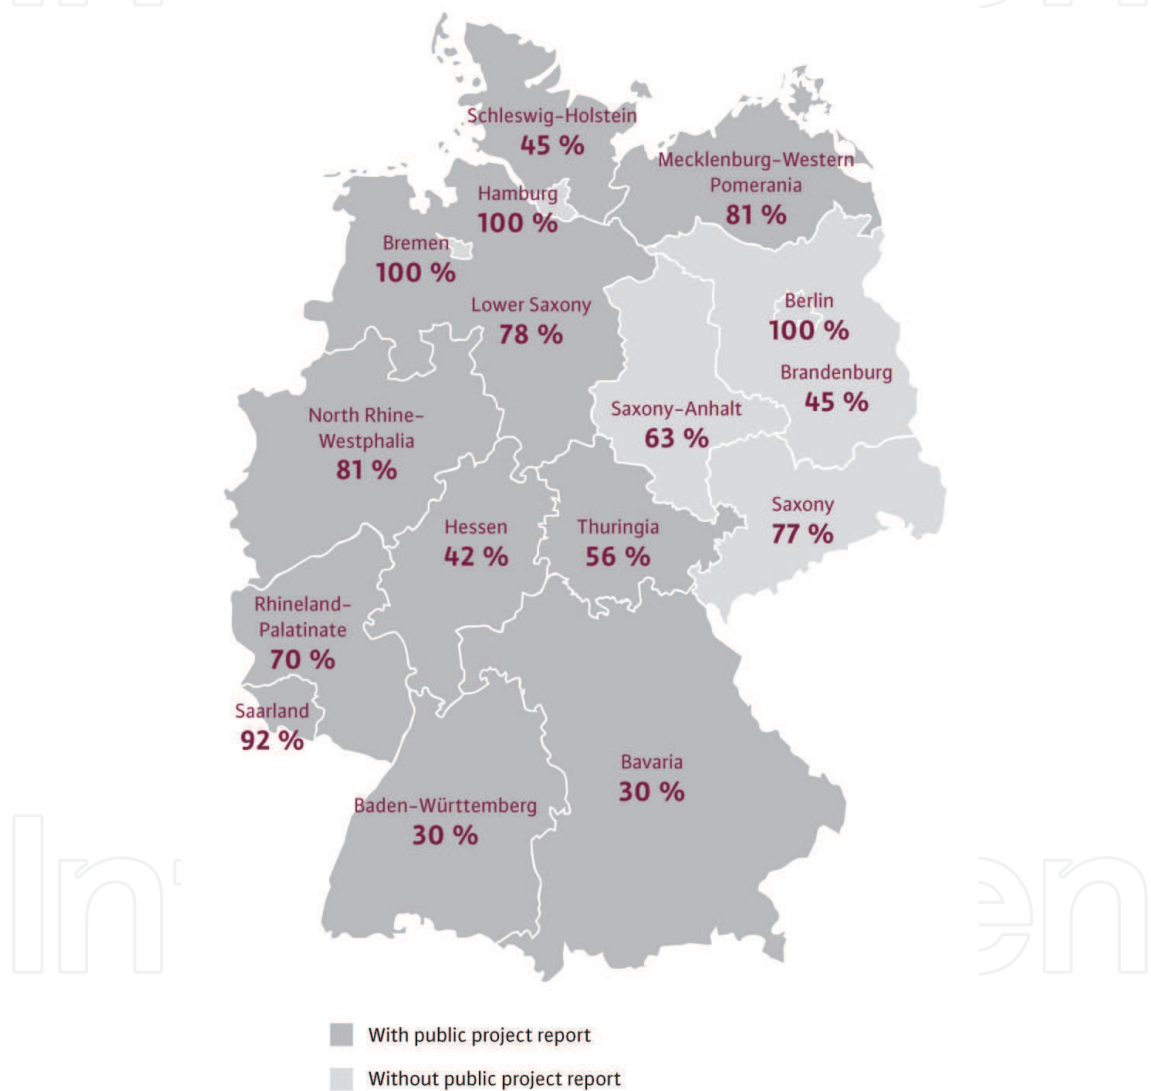 Schleswig-Holstein
45 %
Mecklenburg-Western
Pomerania
81 %
Hamburg
100 %
Bremen
100 %
Lower Saxony
78 %
Berlin
100 %
Brandenburg
45 %
Saxony-Anhalt
63 %
North Rhine-
Westphalia
81 %
Saxony
77 %
Hessen
42 %
Thuringia
56 %
Rhineland-
Palatinate
70 %
Saarland
92 %
Bavaria
30 %
Baden-Württemberg
30 %
In
en
With public project report
Without public project report